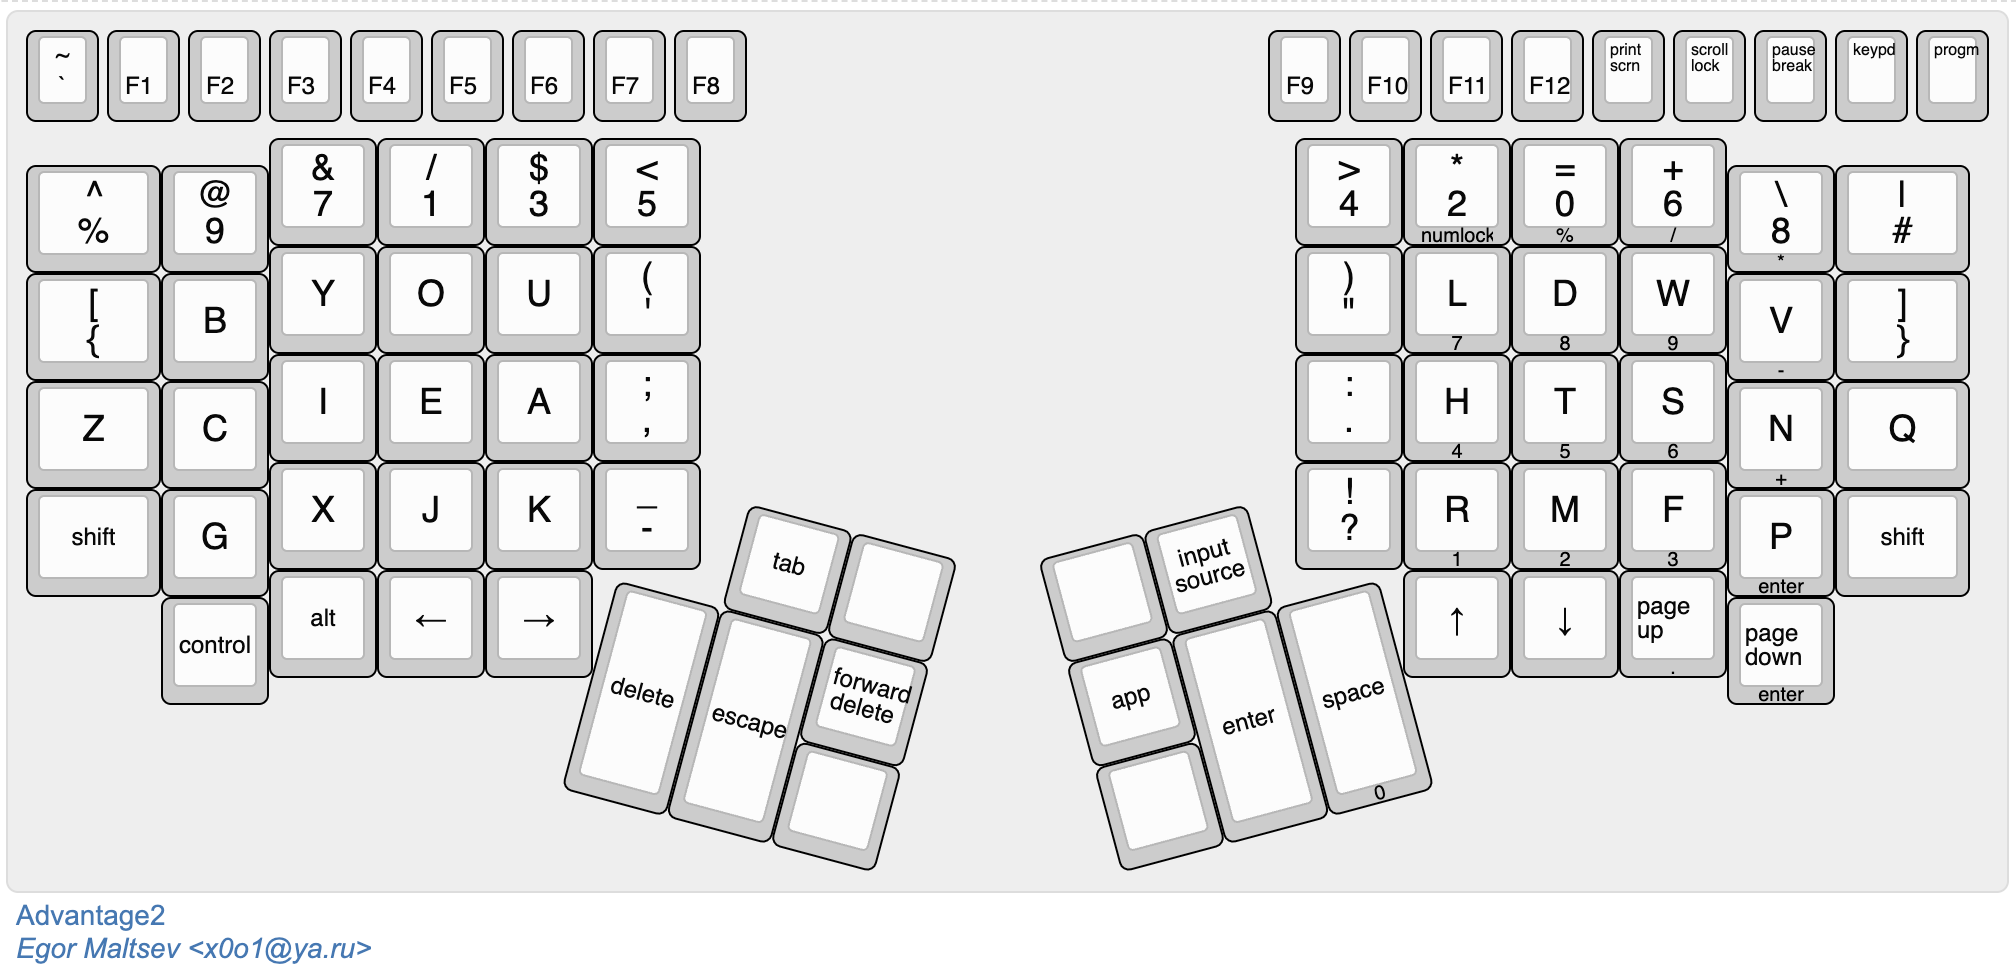 ~
` F1 F2 F3 F4 F5 F6 F7 F8 F9 F10 F11 F12 print scrn scroll lock pause break keypd progm
^ @ & / $ < > * = + \ |
% 9 7 1 3 5 4 2 0 6 8 #
numlock % / *
[ B Y O U ( ) L D W V ]
{ ' " }
7 8 9 -
Z C I E A ; : H T S N Q
, .
4 5 6 +
shift G X J K _ ! R M F P shift
- ?
1 2 3 enter
control alt ← → ↑ ↓ page up page down
. enter
tab
input source
delete escape forward delete
app enter space
0
Advantage2
Egor Maltsev <x0o1@ya.ru>